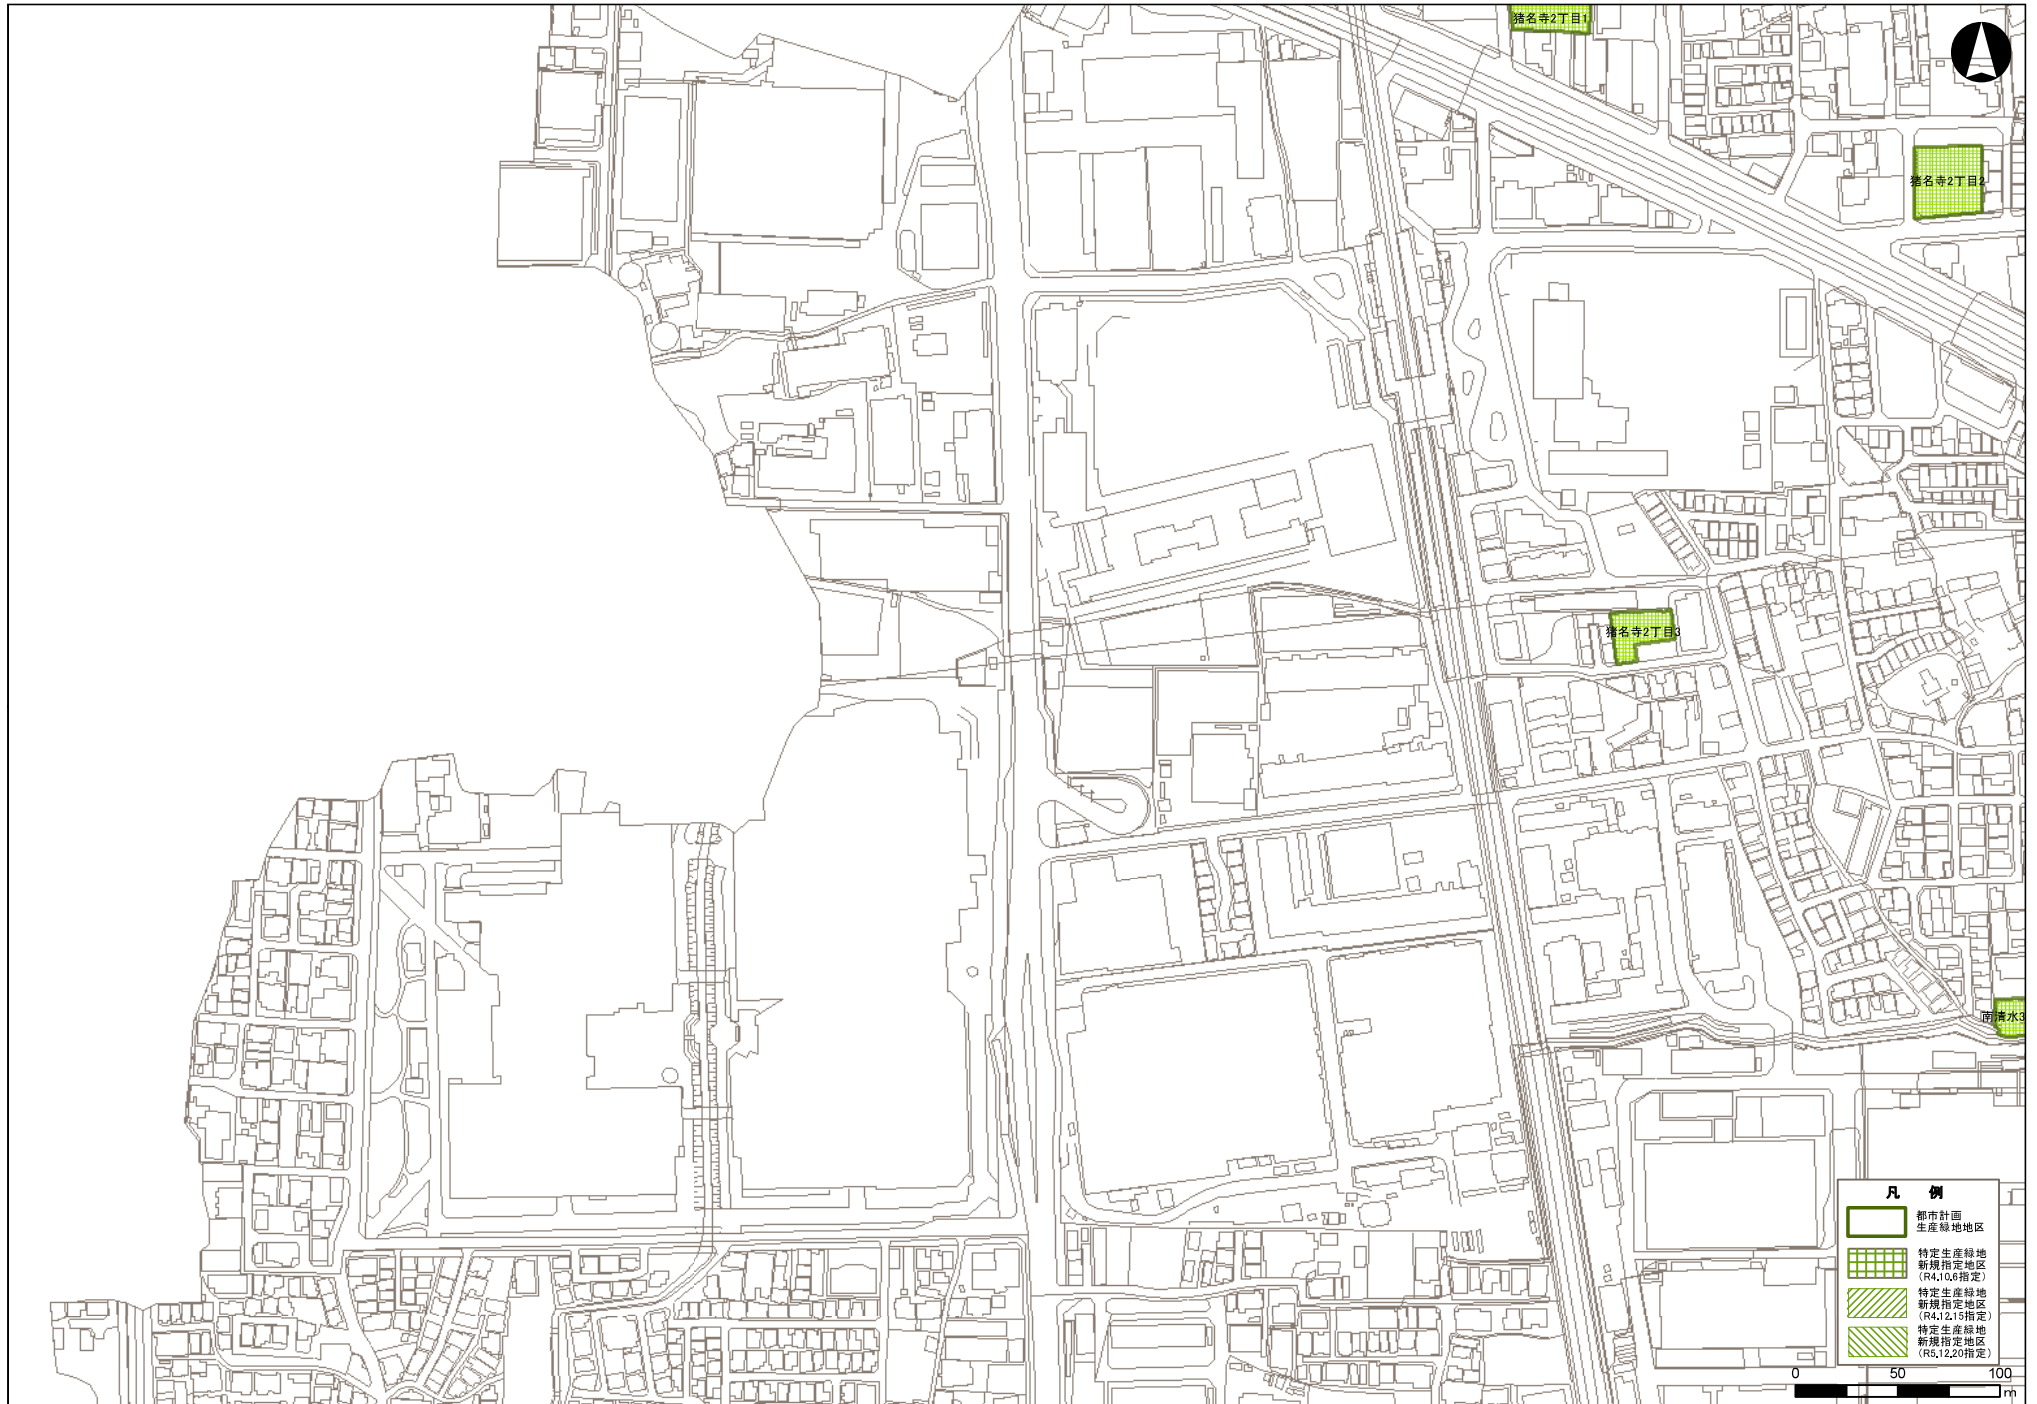 猪名寺2丁目1
猪名寺2丁目2
猪名寺2丁目3
南清水3
凡 例
都市計画
生産緑地地区
特定生産緑地
新規指定地区
(R4.10.6指定)
特定生産緑地
新規指定地区
(R4.12.15指定)
特定生産緑地
新規指定地区
(R5.12.20指定)
0 50 100
m